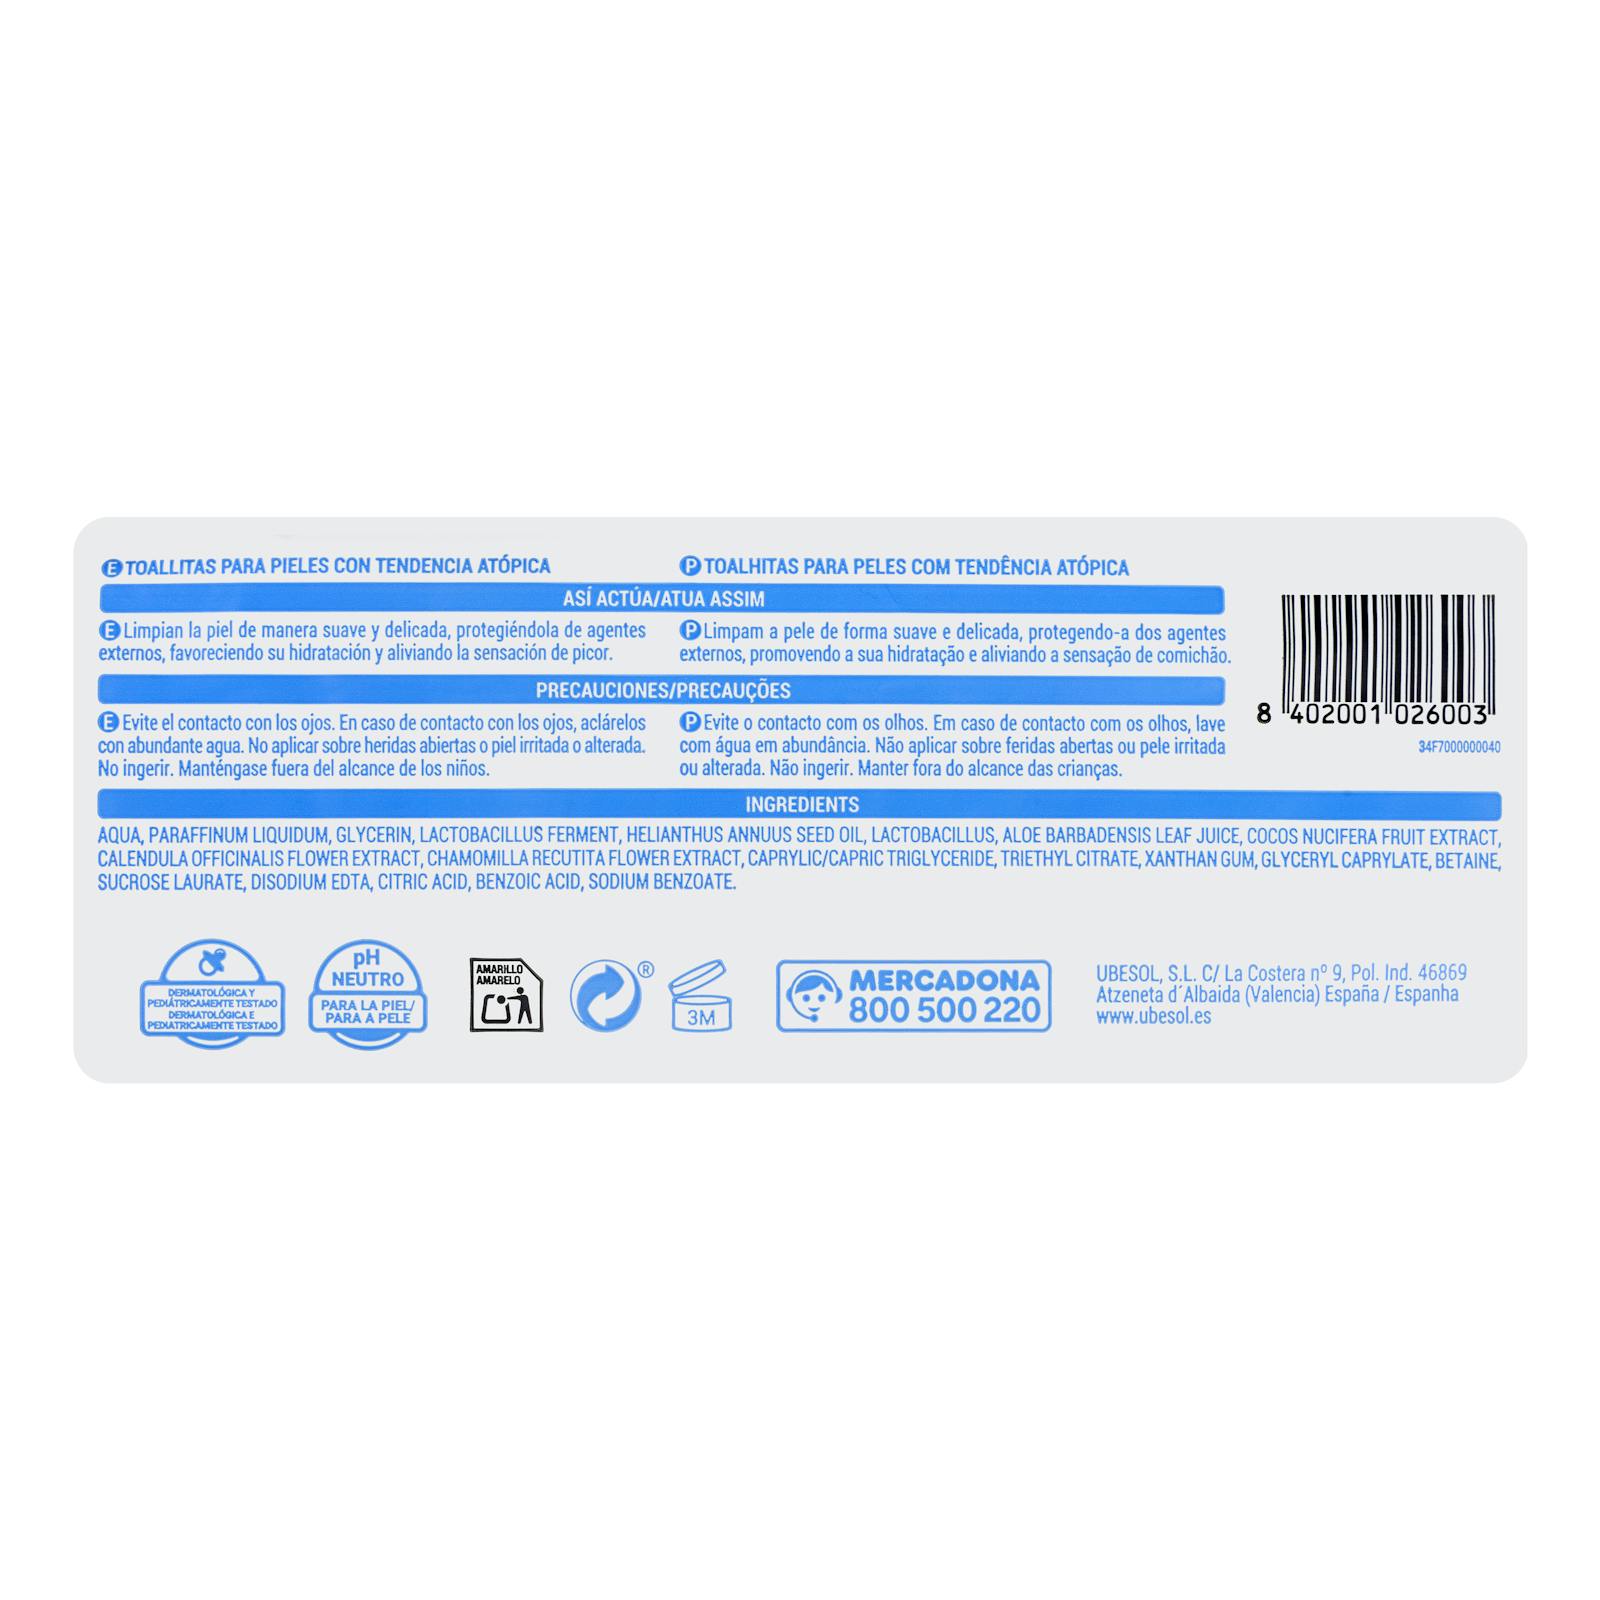 E TOALLITAS PARA PIELES CON TENDENCIA ATÓPICA
P TOALHITAS PARA PELES COM TENDÊNCIA ATÓPICA
ASÍ ACTÚA/ATUA ASSIM
E Limpian la piel de manera suave y delicada, protegiéndola de agentes
externos, favoreciendo su hidratación y aliviando la sensación de picor.
P Limpam a pele de forma suave e delicada, protegendo-a dos agentes
externos, promovendo a sua hidratação e aliviando a sensação de comichão.
PRECAUCIONES/PRECAUÇÕES
E Evite el contacto con los ojos. En caso de contacto con los ojos, aclárelos
con abundante agua. No aplicar sobre heridas abiertas o piel irritada o alterada.
No ingerir. Manténgase fuera del alcance de los niños.
P Evite o contacto com os olhos. Em caso de contacto com os olhos, lave
com água em abundância. Não aplicar sobre feridas abertas ou pele irritada
ou alterada. Não ingerir. Manter fora do alcance das crianças.
8 402001 026003
34F7000000040
INGREDIENTS
AQUA, PARAFFINUM LIQUIDUM, GLYCERIN, LACTOBACILLUS FERMENT, HELIANTHUS ANNUUS SEED OIL, LACTOBACILLUS, ALOE BARBADENSIS LEAF JUICE, COCOS NUCIFERA FRUIT EXTRACT,
CALENDULA OFFICINALIS FLOWER EXTRACT, CHAMOMILLA RECUTITA FLOWER EXTRACT, CAPRYLIC/CAPRIC TRIGLYCERIDE, TRIETHYL CITRATE, XANTHAN GUM, GLYCERYL CAPRYLATE, BETAINE,
SUCROSE LAURATE, DISODIUM EDTA, CITRIC ACID, BENZOIC ACID, SODIUM BENZOATE.
DERMATOLÓGICA Y
PEDIÁTRICAMENTE TESTADO
DERMATOLÓGICA E
PEDIATRICAMENTE TESTADO
pH
NEUTRO
PARA LA PIEL/
PARA A PELE
AMARILLO
AMARELO
®
3M
MERCADONA
800 500 220
UBESOL, S.L. C/ La Costera nº 9, Pol. Ind. 46869
Atzeneta d´Albaida (Valencia) España / Espanha
www.ubesol.es